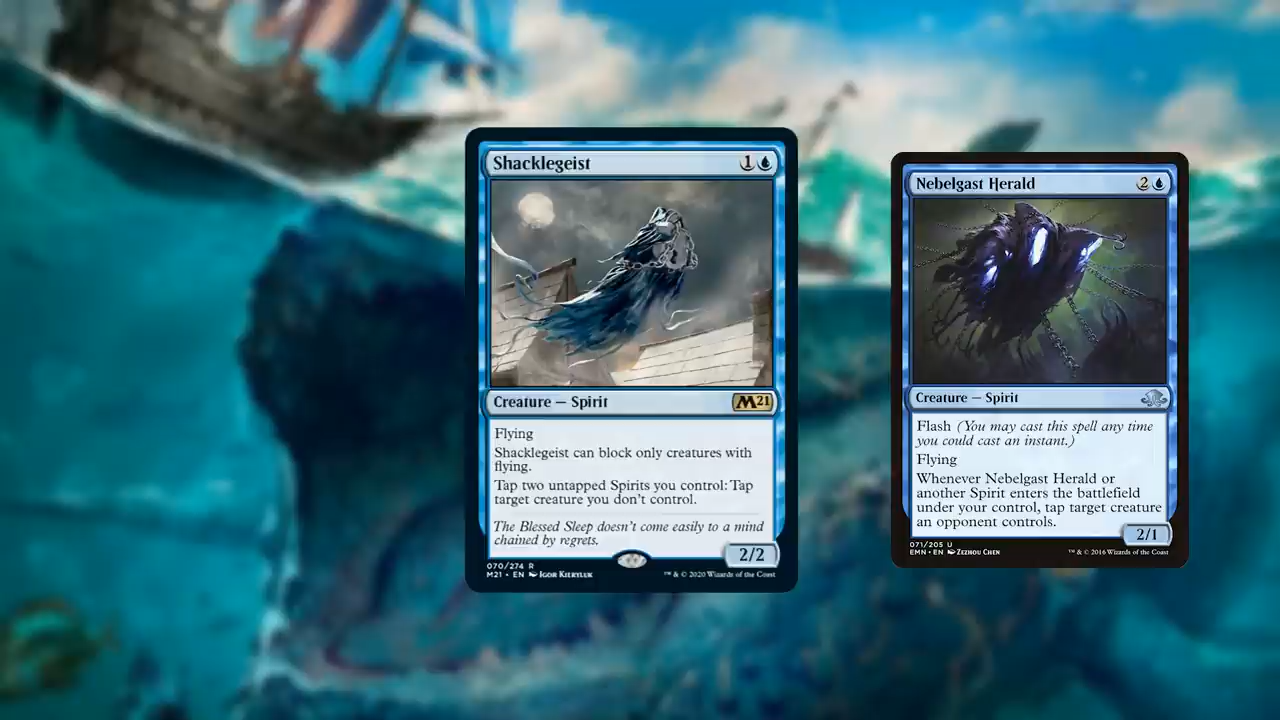 Shacklegeist 1
Creature — Spirit M21
Flying
Shacklegeist can block only creatures with
flying.
Tap two untapped Spirits you control: Tap
target creature you don't control.
The Blessed Sleep doesn't come easily to a mind
chained by regrets.
2/2
070/274 R
M21 • EN Igor Kieryluk ™ & © 2020 Wizards of the Coast
Nebelgast Herald 2
Creature — Spirit
Flash (You may cast this spell any time
you could cast an instant.)
Flying
Whenever Nebelgast Herald or
another Spirit enters the battlefield
under your control, tap target creature
an opponent controls.
2/1
071/205 U
EMN • EN Zezhou Chen ™ & © 2016 Wizards of the Coast